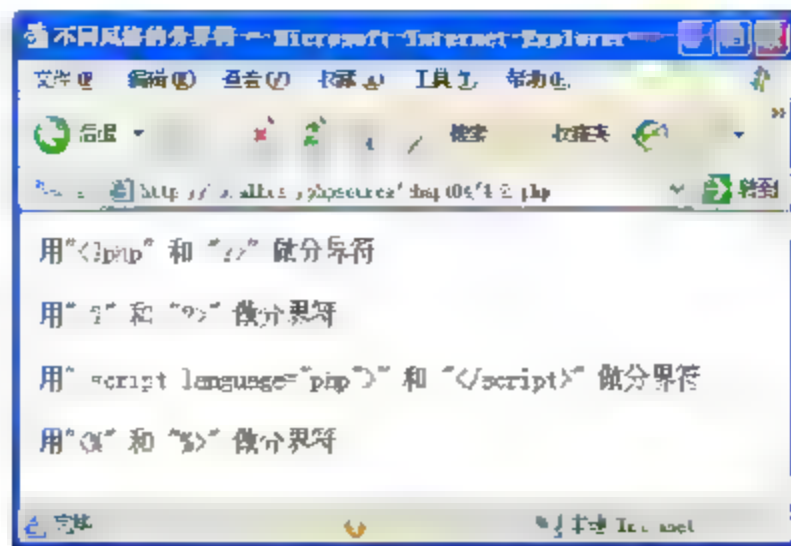 不同风格的分界符 - Microsoft Internet Explorer
文件 编辑(E) 查看(V) 收藏(A) 工具(T) 帮助(H)
后退 搜索 收藏夹
http:// 转到
用"<?php" 和 "?>" 做分界符
用" ?" 和 "?>" 做分界符
用" script language="php">" 和 "</script>" 做分界符
用"<%" 和 "%>" 做分界符
完毕 Internet